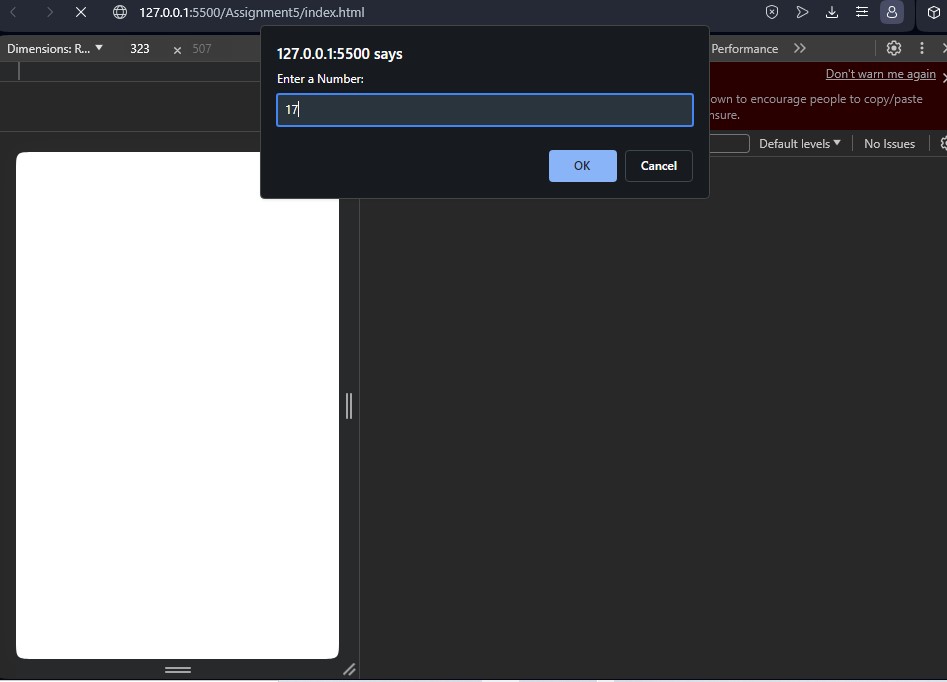 127.0.0.1:5500/Assignment5/index.html
Dimensions: R... 323 x 507
Performance
127.0.0.1:5500 says
Enter a Number:
17
OK Cancel
Don't warn me again
own to encourage people to copy/paste
nsure.
Default levels No Issues